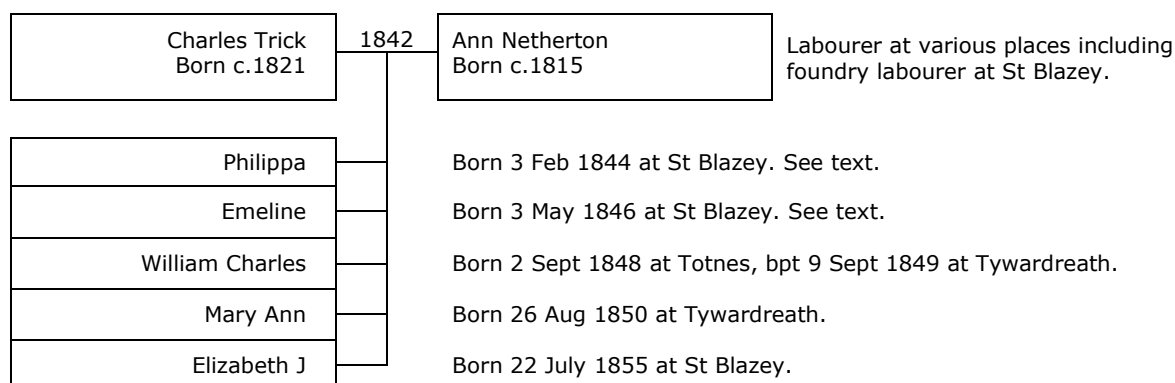 Charles Trick
Born c.1821
1842
Ann Netherton
Born c.1815
Labourer at various places including
foundry labourer at St Blazey.
Philippa
Born 3 Feb 1844 at St Blazey. See text.
Emeline
Born 3 May 1846 at St Blazey. See text.
William Charles
Born 2 Sept 1848 at Totnes, bpt 9 Sept 1849 at Tywardreath.
Mary Ann
Born 26 Aug 1850 at Tywardreath.
Elizabeth J
Born 22 July 1855 at St Blazey.